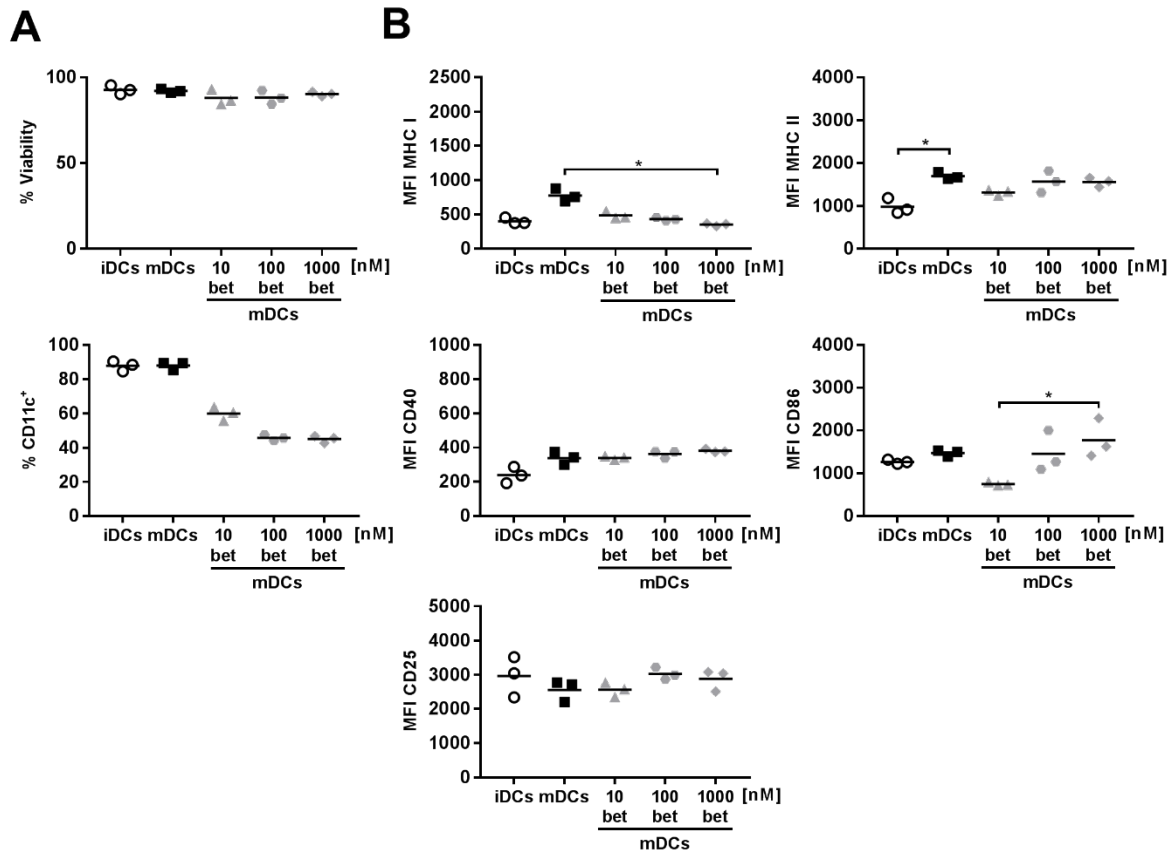 A
% Viability
100
50
0
iDCs mDCs 10 100 1000 [nM]
bet bet bet
mDCs
% CD11c+
100
80
60
40
20
0
iDCs mDCs 10 100 1000 [nM]
bet bet bet
mDCs
B
MFI MHC I
2500
2000
1500
1000
500
0
*
iDCs mDCs 10 100 1000 [nM]
bet bet bet
mDCs
MFI MHC II
4000
3000
2000
1000
0
*
iDCs mDCs 10 100 1000 [nM]
bet bet bet
mDCs
MFI CD40
1000
800
600
400
200
0
iDCs mDCs 10 100 1000 [nM]
bet bet bet
mDCs
MFI CD86
4000
3000
2000
1000
0
*
iDCs mDCs 10 100 1000 [nM]
bet bet bet
mDCs
MFI CD25
5000
4000
3000
2000
1000
0
iDCs mDCs 10 100 1000 [nM]
bet bet bet
mDCs